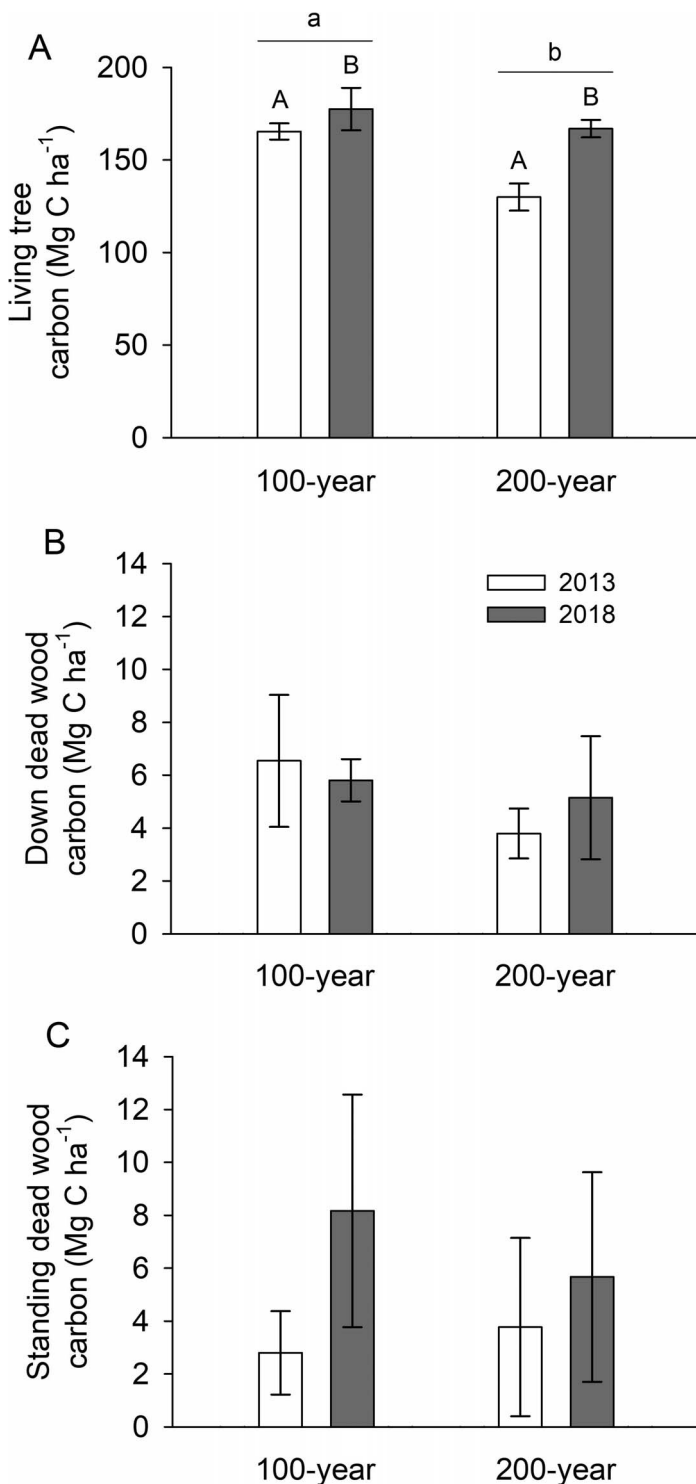 A
a
b
200
150
100
50
0
A
B
A
B
Living tree
carbon (Mg C ha⁻¹)
100-year
200-year
B
14
12
10
8
6
4
2
0
2013
2018
Down dead wood
carbon (Mg C ha⁻¹)
100-year
200-year
C
14
12
10
8
6
4
2
0
Standing dead wood
carbon (Mg C ha⁻¹)
100-year
200-year